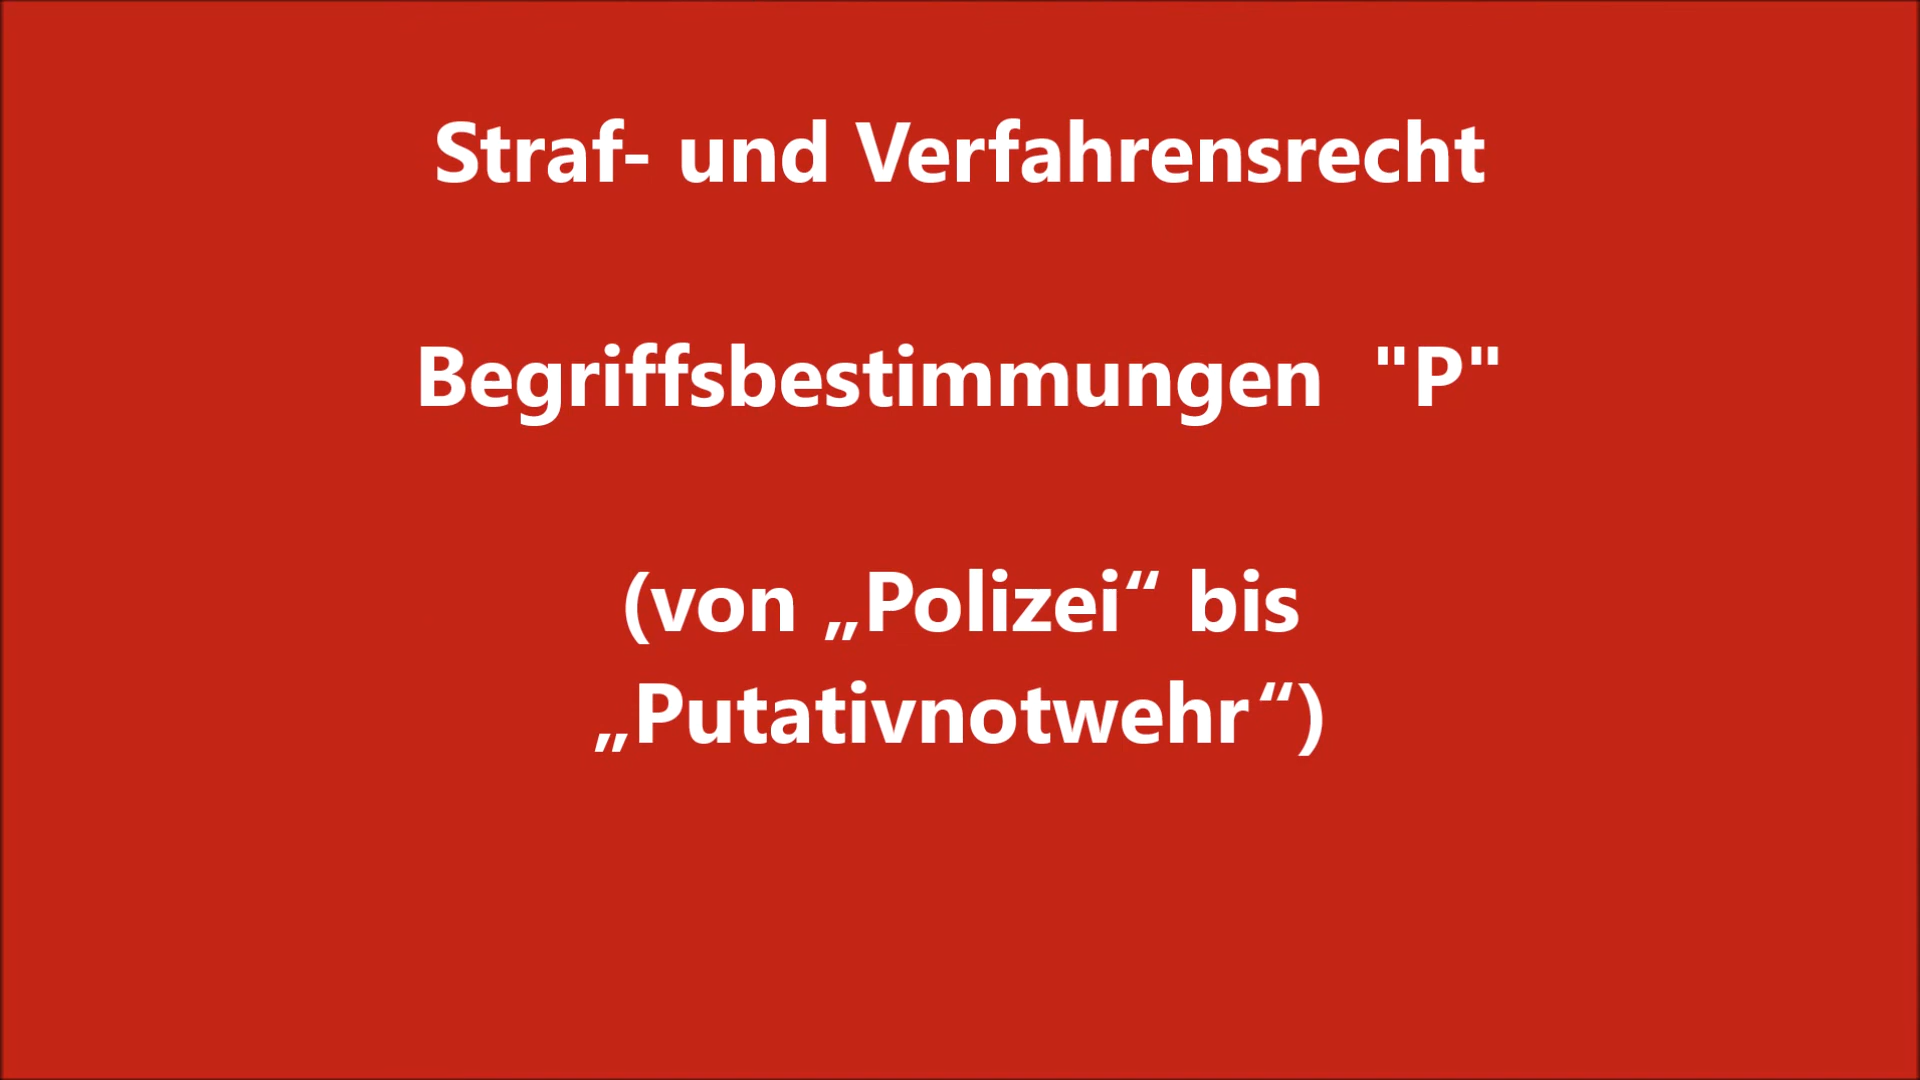 Straf- und Verfahrensrecht
Begriffsbestimmungen  "P"
(von „Polizei“ bis
„Putativnotwehr“)